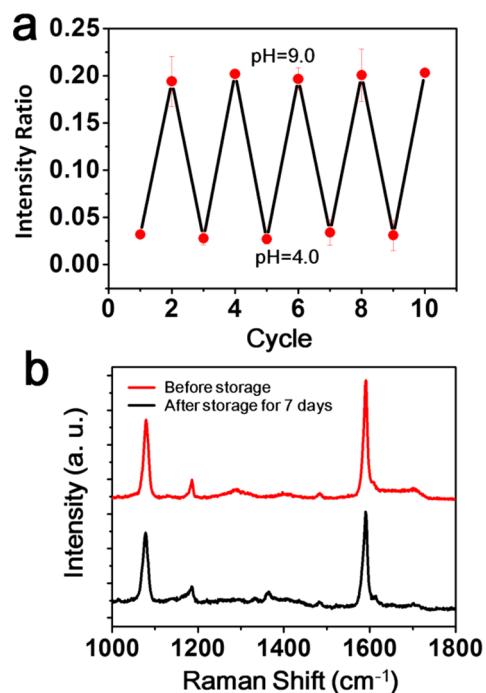 a
Intensity Ratio
0.20
0.15
0.10
0.05
0.00
pH=9.0
pH=4.0
0 2 4 6 8 10
Cycle
b
Before storage
After storage for 7 days
Intensity (a. u.)
1000 1200 1400 1600 1800
Raman Shift (cm⁻¹)